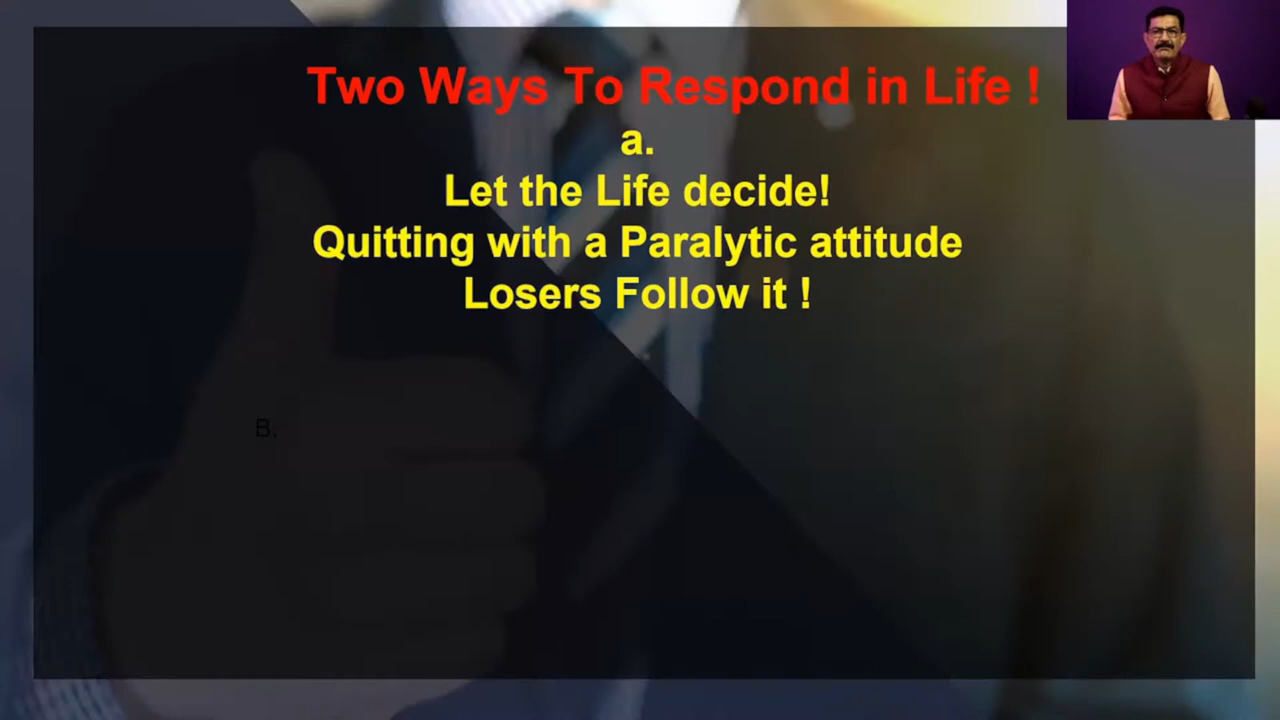 Two Ways To Respond in Life !
a.
Let the Life decide!
Quitting with a Paralytic attitude
Losers Follow it !
B.